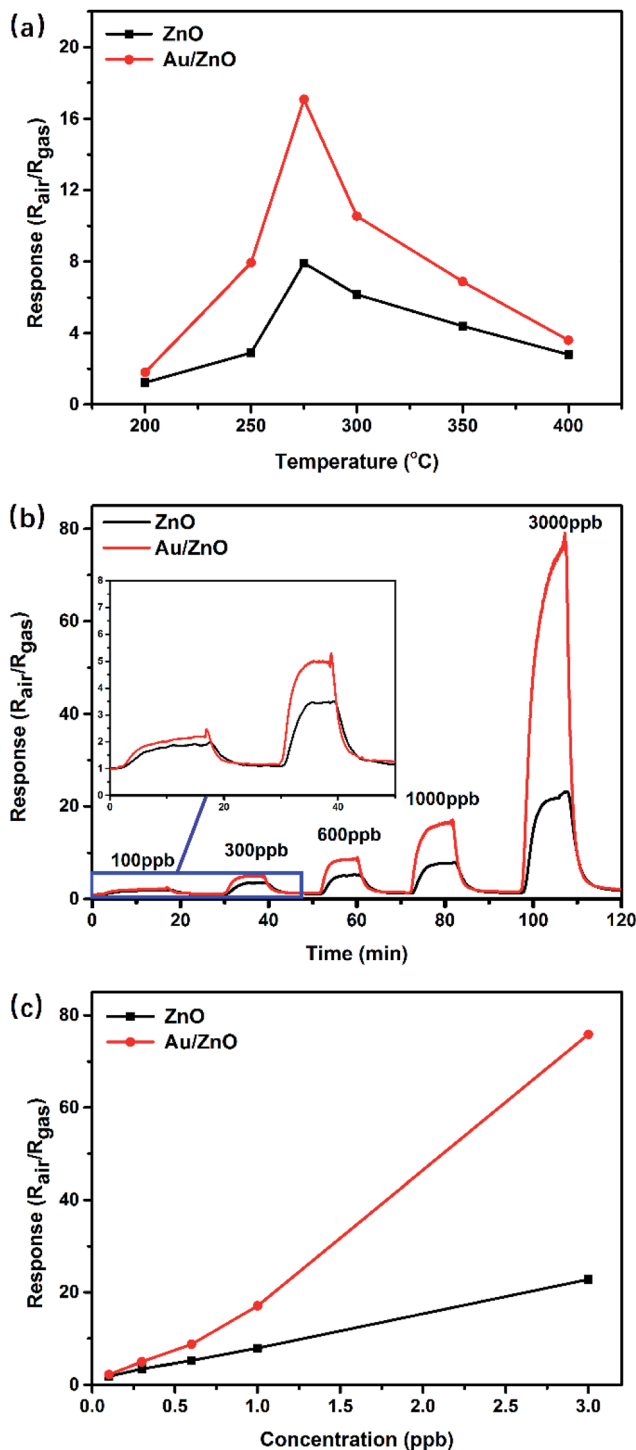 (a)
ZnO
Au/ZnO
Response (Rair/Rgas)
20
16
12
8
4
0
200 250 300 350 400
Temperature (°C)
(b)
ZnO
Au/ZnO
Response (Rair/Rgas)
80
60
40
20
0
8
7
6
5
4
3
2
1
0
0 20 40
100ppb
300ppb
600ppb
1000ppb
3000ppb
0 20 40 60 80 100 120
Time (min)
(c)
ZnO
Au/ZnO
Response (Rair/Rgas)
80
60
40
20
0
0.0 0.5 1.0 1.5 2.0 2.5 3.0
Concentration (ppb)